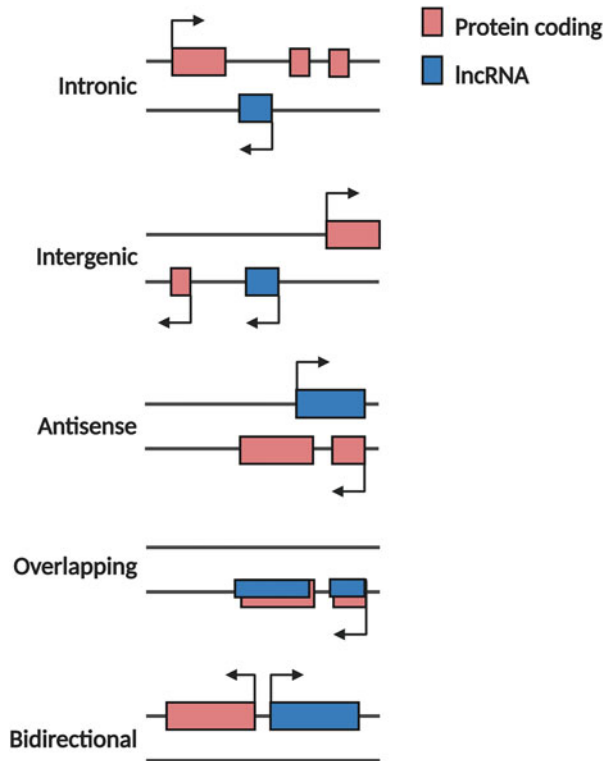 Protein coding
lncRNA
Intronic
Intergenic
Antisense
Overlapping
Bidirectional